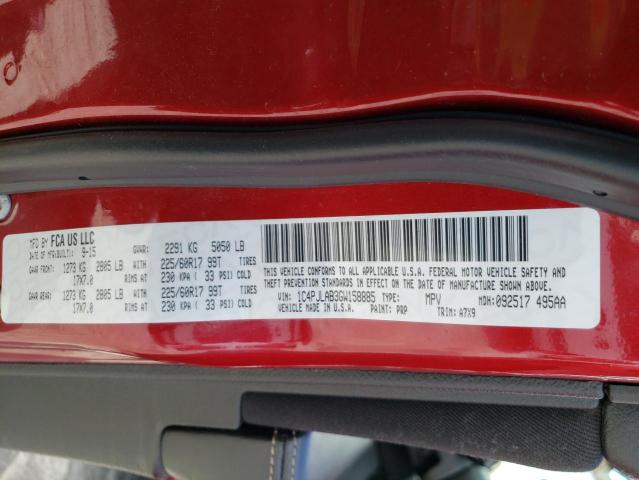 MFD BY FCA US LLC
DATE OF MFR(BUILT): 9-15 GVWR: 2291 KG 5050 LB
GAWR FRONT: 1273 KG 2805 LB WITH 225/60R17 99T TIRES
17X7.0 RIMS AT 230 KPA( 33 PSI) COLD
GAWR REAR: 1273 KG 2805 LB WITH 225/60R17 99T TIRES
17X7.0 RIMS AT 230 KPA( 33 PSI) COLD
THIS VEHICLE CONFORMS TO ALL APPLICABLE U.S.A. FEDERAL MOTOR VEHICLE SAFETY AND THEFT PREVENTION STANDARDS IN EFFECT ON THE DATE OF MANUFACTURE SHOWN ABOVE.
VIN: 1C4PJLAB3GW158885 TYPE: MPV MDH: 092517 495AA
VEHICLE MADE IN U.S.A. PAINT: PRP TRIM: A7X9